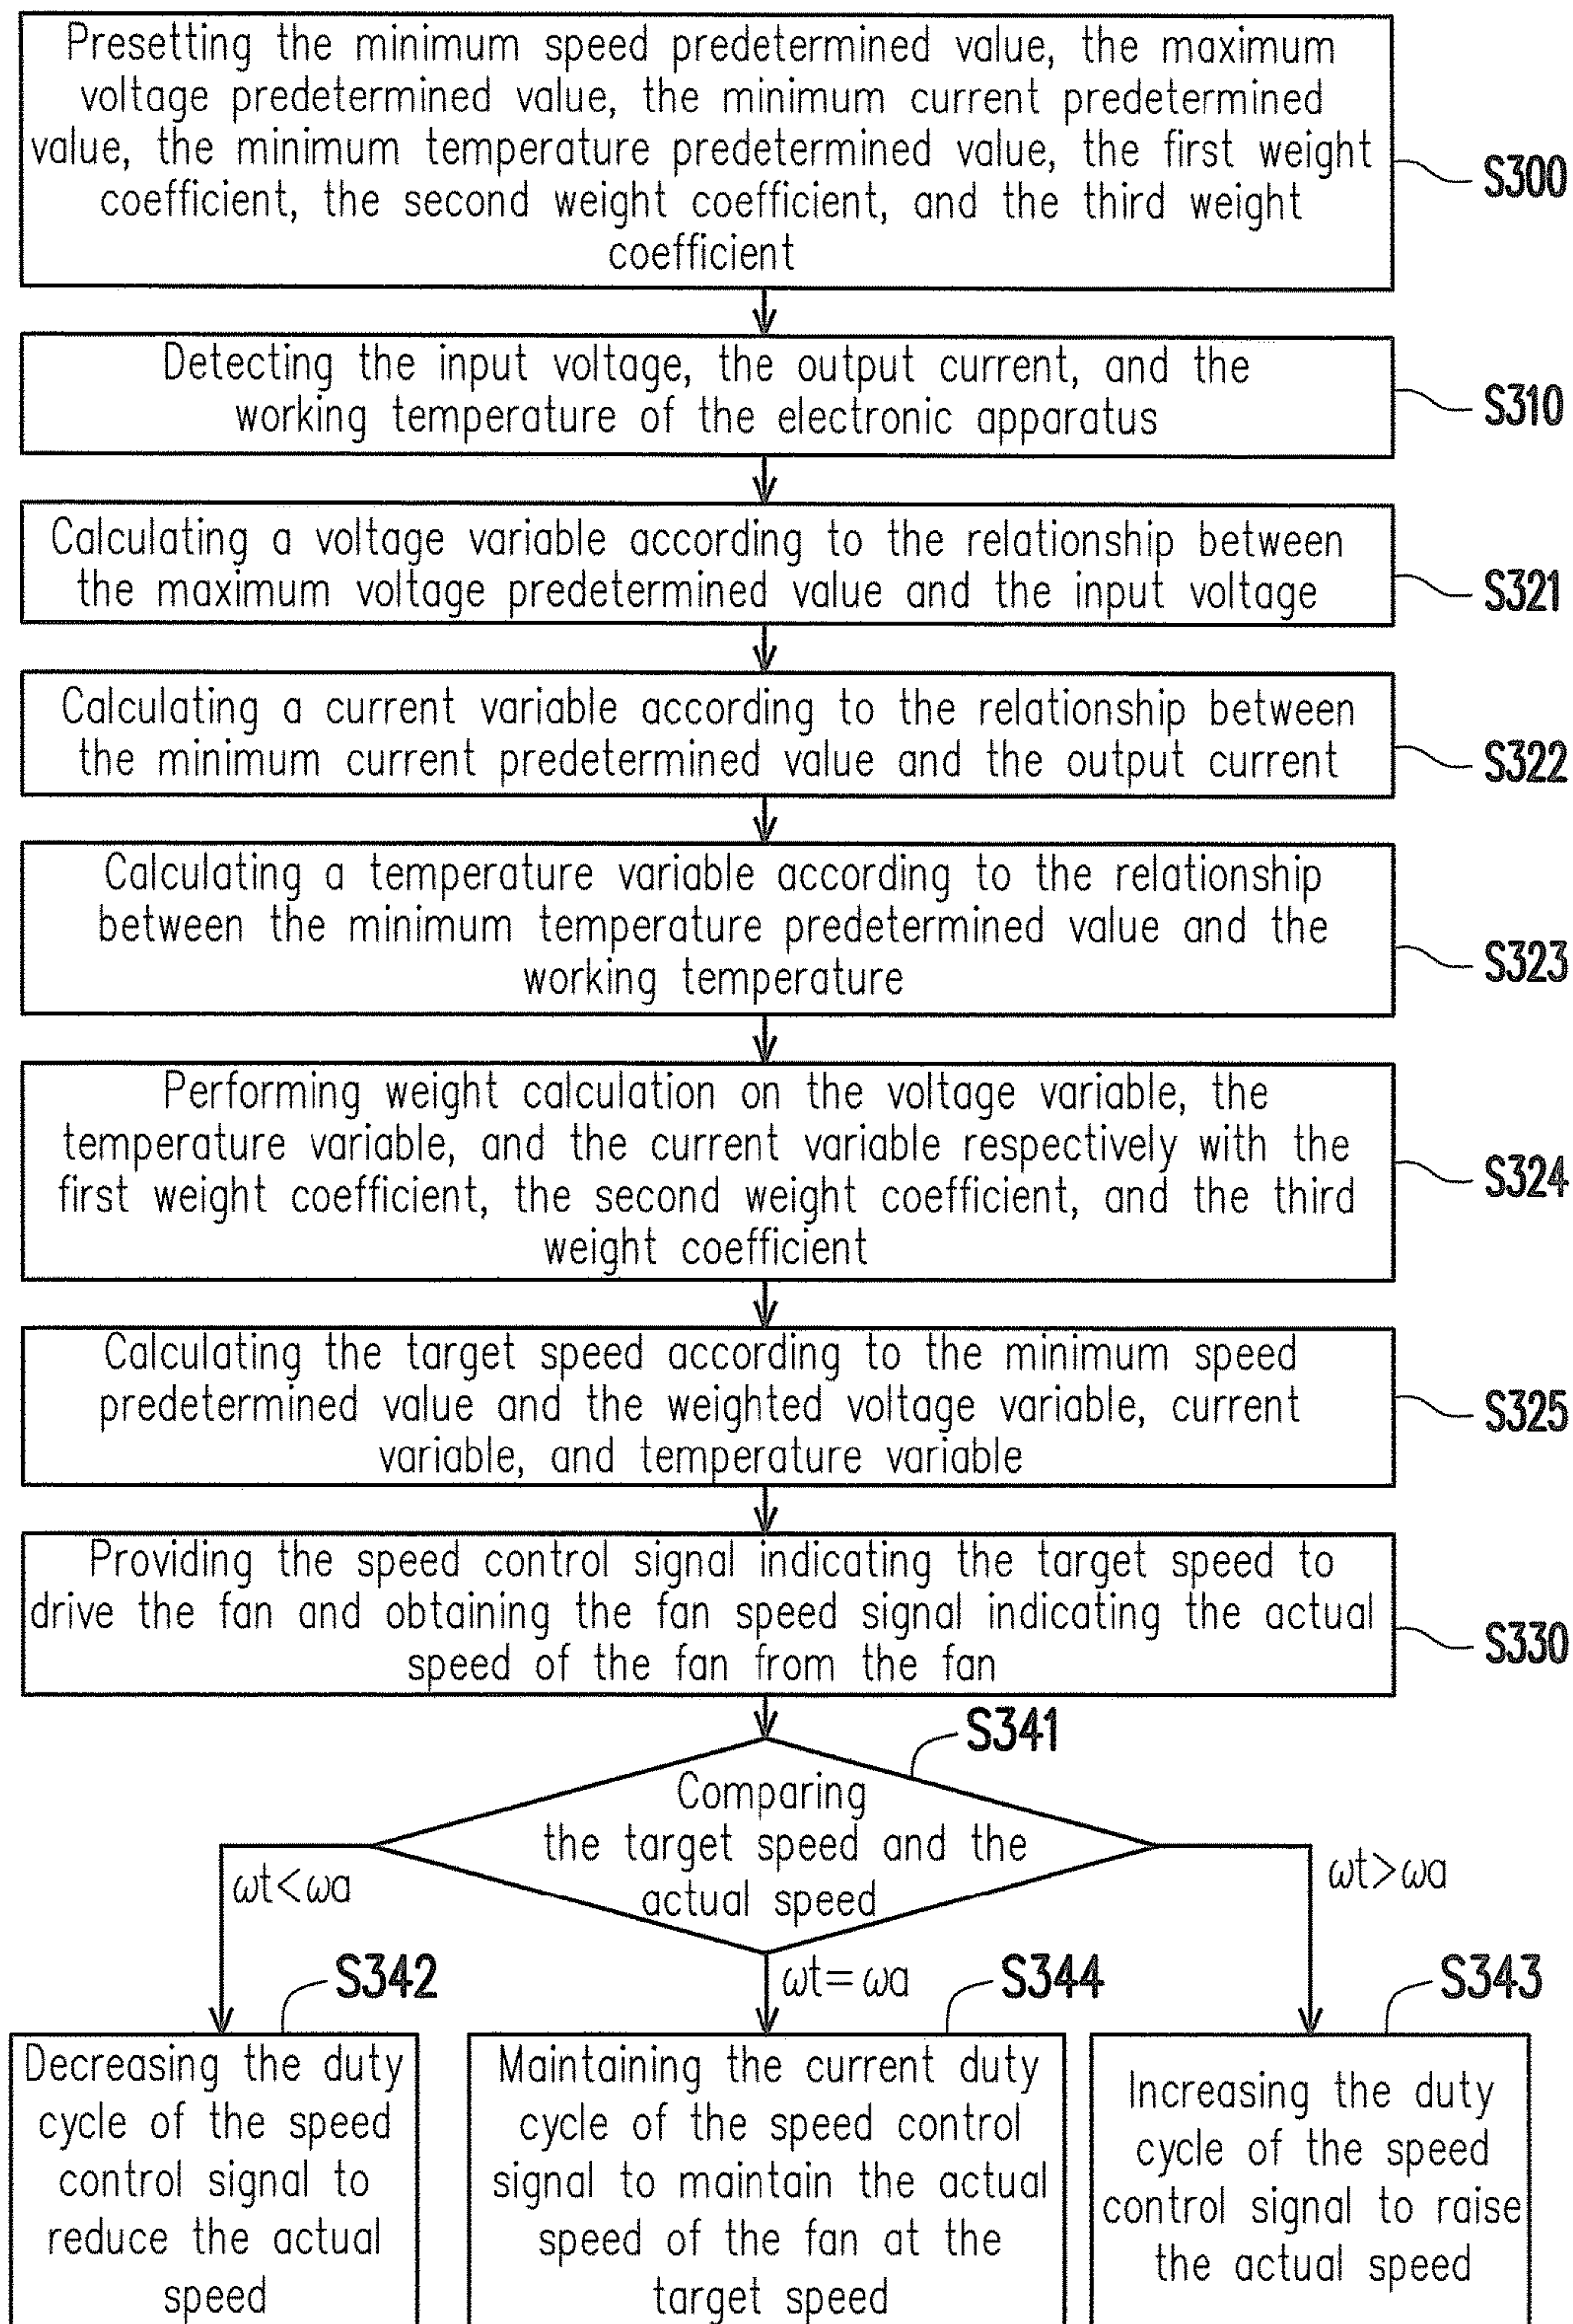 Presetting the minimum speed predetermined value, the maximum
voltage predetermined value, the minimum current predetermined
value, the minimum temperature predetermined value, the first weight
coefficient, the second weight coefficient, and the third weight
coefficient
S300
Detecting the input voltage, the output current, and the
working temperature of the electronic apparatus
S310
Calculating a voltage variable according to the relationship between
the maximum voltage predetermined value and the input voltage
S321
Calculating a current variable according to the relationship between
the minimum current predetermined value and the output current
S322
Calculating a temperature variable according to the relationship
between the minimum temperature predetermined value and the
working temperature
S323
Performing weight calculation on the voltage variable, the
temperature variable, and the current variable respectively with the
first weight coefficient, the second weight coefficient, and the third
weight coefficient
S324
Calculating the target speed according to the minimum speed
predetermined value and the weighted voltage variable, current
variable, and temperature variable
S325
Providing the speed control signal indicating the target speed to
drive the fan and obtaining the fan speed signal indicating the actual
speed of the fan from the fan
S330
S341
Comparing
the target speed and the
actual speed
ωt<ωa
ωt=ωa
ωt>ωa
S342
Decreasing the duty
cycle of the speed
control signal to
reduce the actual
speed
S344
Maintaining the current duty
cycle of the speed control
signal to maintain the actual
speed of the fan at the
target speed
S343
Increasing the duty
cycle of the speed
control signal to raise
the actual speed